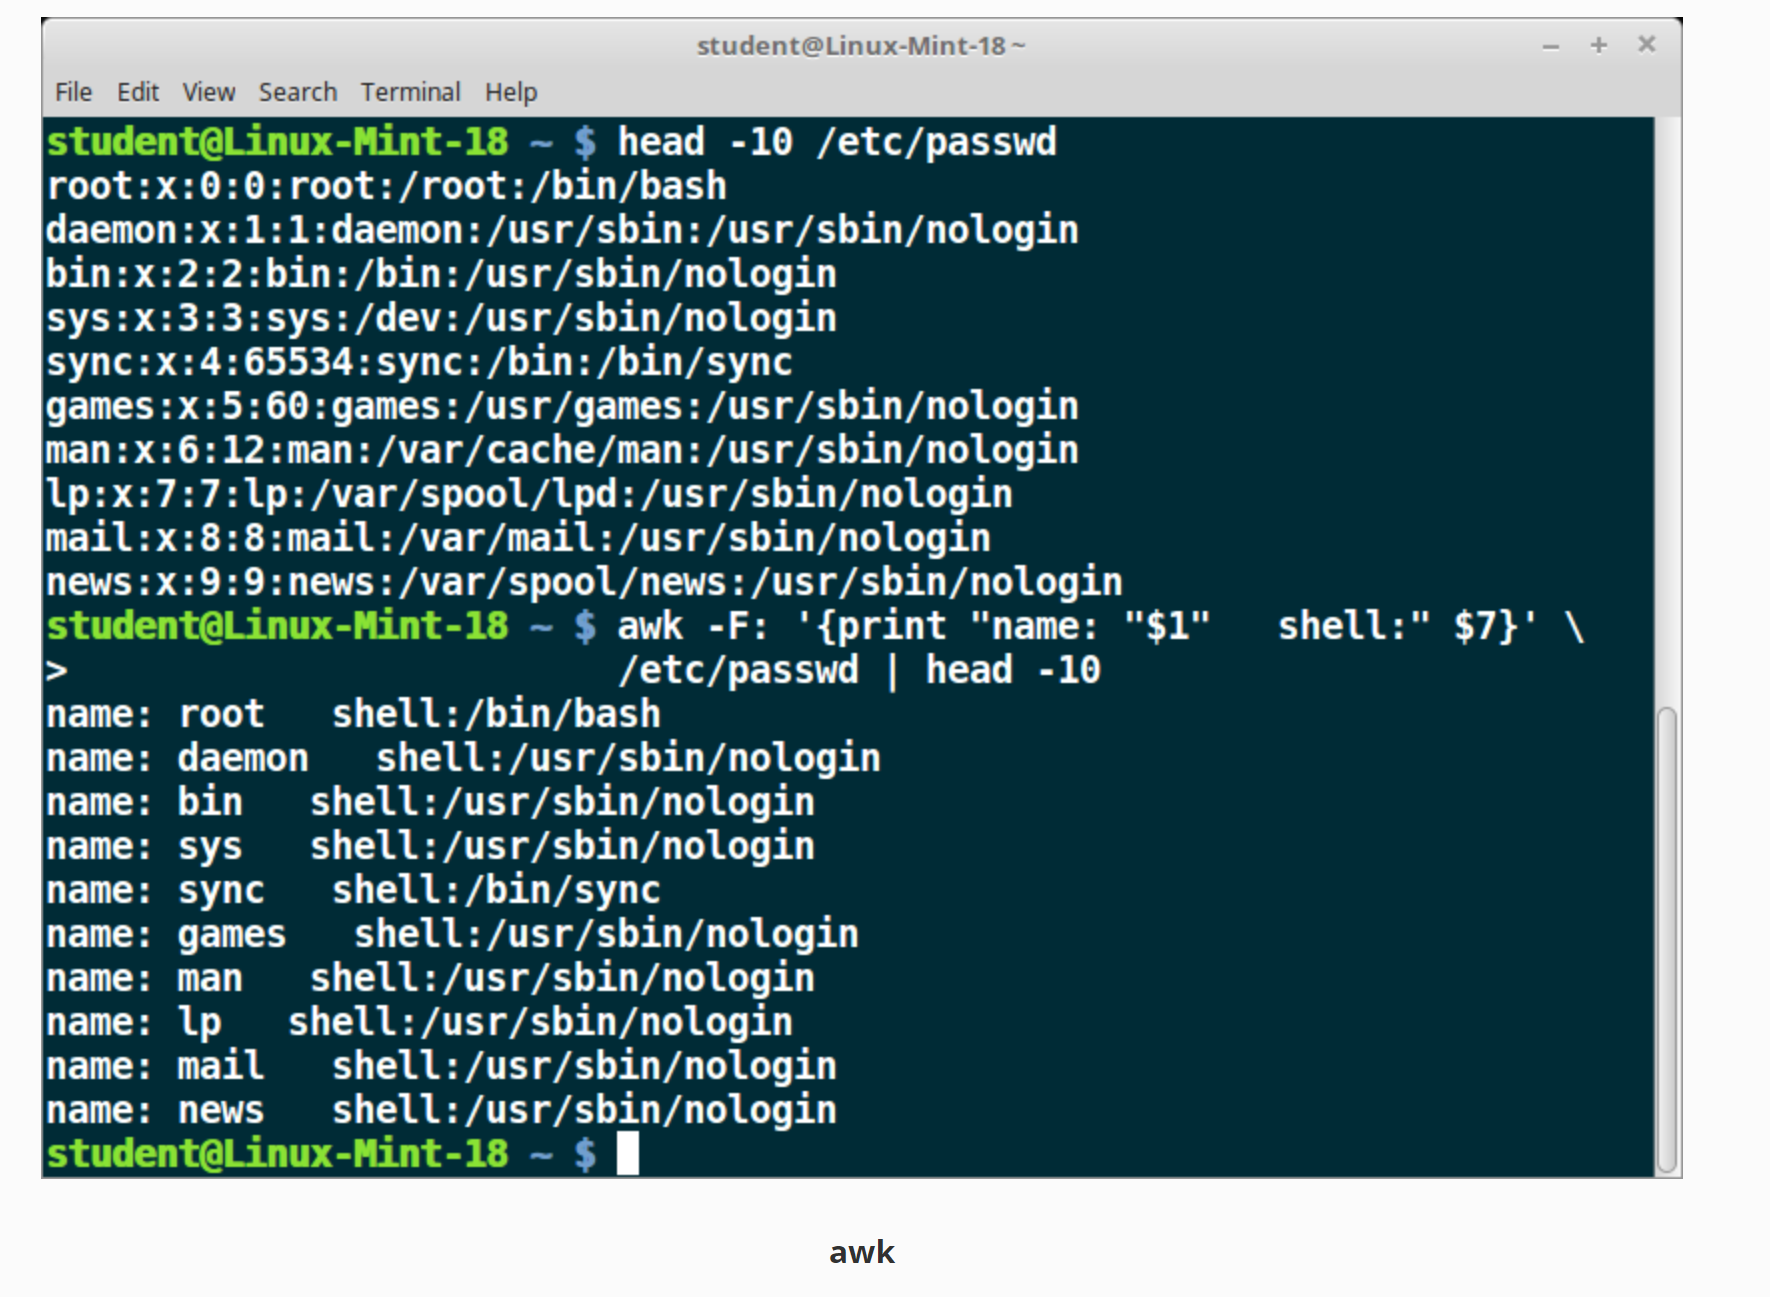 student@Linux-Mint-18 ~
File Edit View Search Terminal Help
student@Linux-Mint-18 ~ $ head -10 /etc/passwd
root:x:0:0:root:/root:/bin/bash
daemon:x:1:1:daemon:/usr/sbin:/usr/sbin/nologin
bin:x:2:2:bin:/bin:/usr/sbin/nologin
sys:x:3:3:sys:/dev:/usr/sbin/nologin
sync:x:4:65534:sync:/bin:/bin/sync
games:x:5:60:games:/usr/games:/usr/sbin/nologin
man:x:6:12:man:/var/cache/man:/usr/sbin/nologin
lp:x:7:7:lp:/var/spool/lpd:/usr/sbin/nologin
mail:x:8:8:mail:/var/mail:/usr/sbin/nologin
news:x:9:9:news:/var/spool/news:/usr/sbin/nologin
student@Linux-Mint-18 ~ $ awk -F: '{print "name: "$1"   shell:" $7}' \
>                         /etc/passwd | head -10
name: root   shell:/bin/bash
name: daemon   shell:/usr/sbin/nologin
name: bin   shell:/usr/sbin/nologin
name: sys   shell:/usr/sbin/nologin
name: sync   shell:/bin/sync
name: games   shell:/usr/sbin/nologin
name: man   shell:/usr/sbin/nologin
name: lp   shell:/usr/sbin/nologin
name: mail   shell:/usr/sbin/nologin
name: news   shell:/usr/sbin/nologin
student@Linux-Mint-18 ~ $
awk